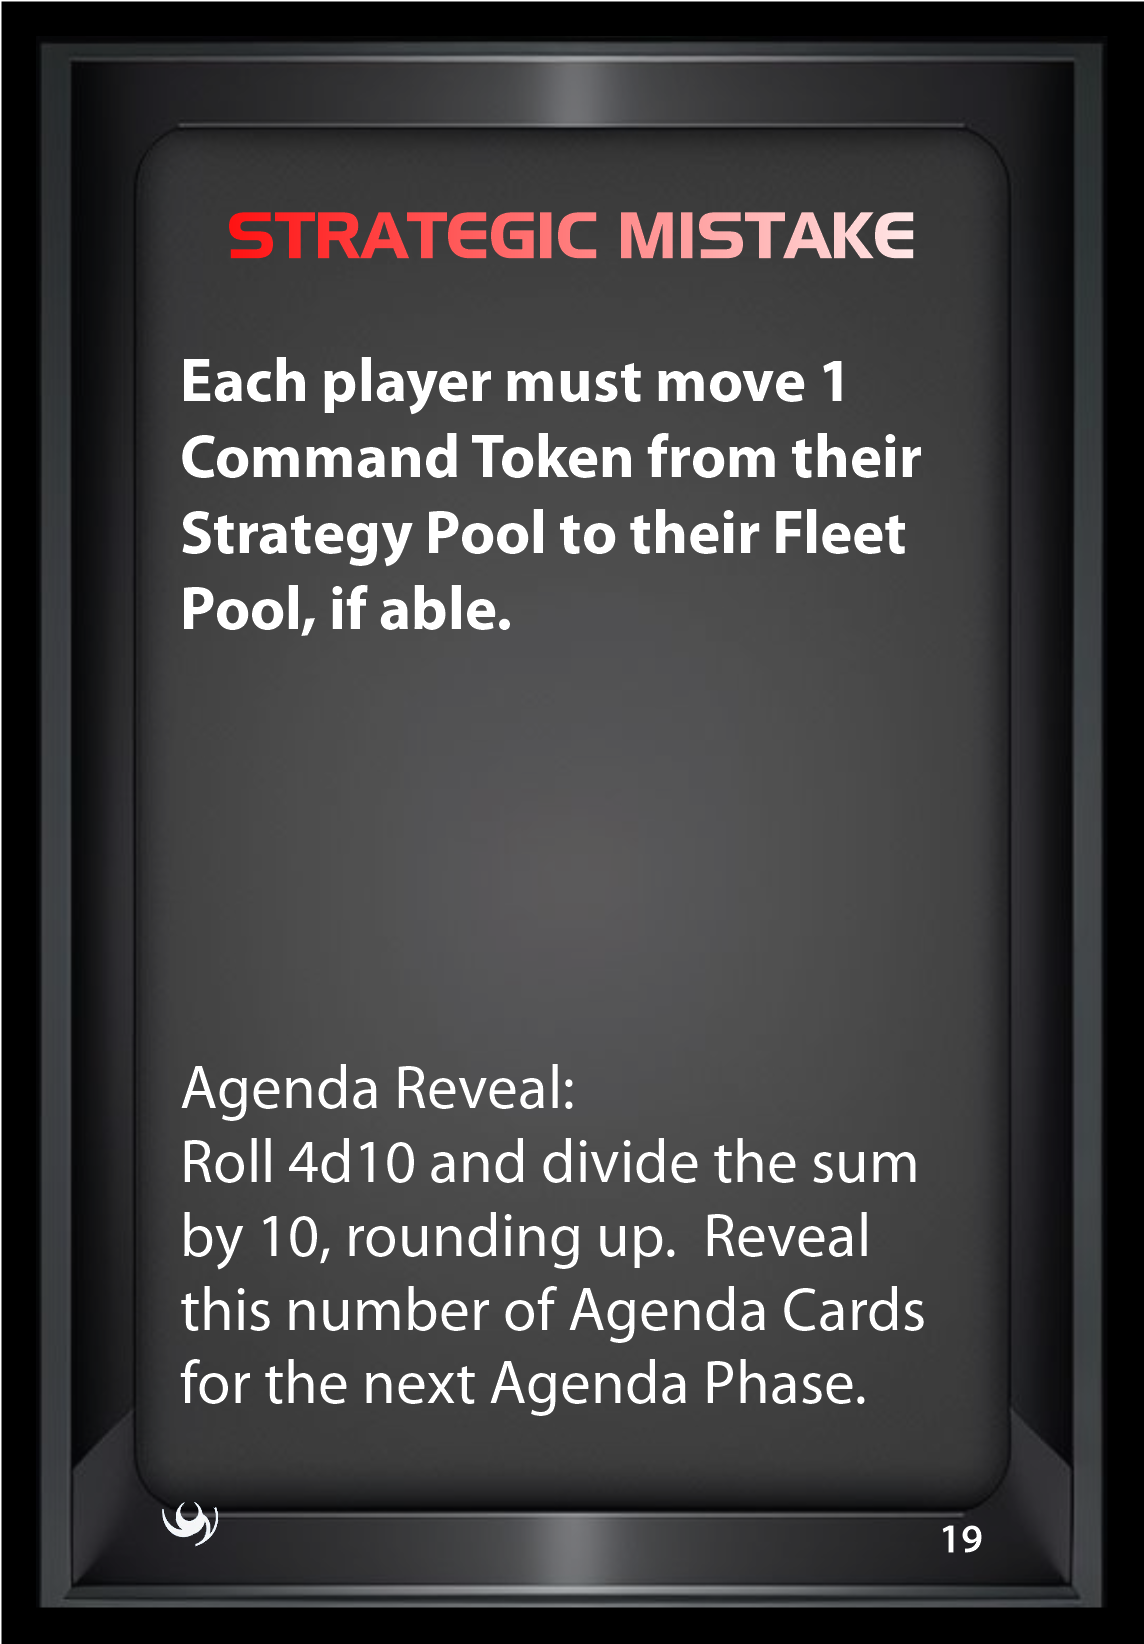 STRATEGIC MISTAKE
Each player must move 1
Command Token from their
Strategy Pool to their Fleet
Pool, if able.
Agenda Reveal:
Roll 4d10 and divide the sum
by 10, rounding up.  Reveal
this number of Agenda Cards
for the next Agenda Phase.
19